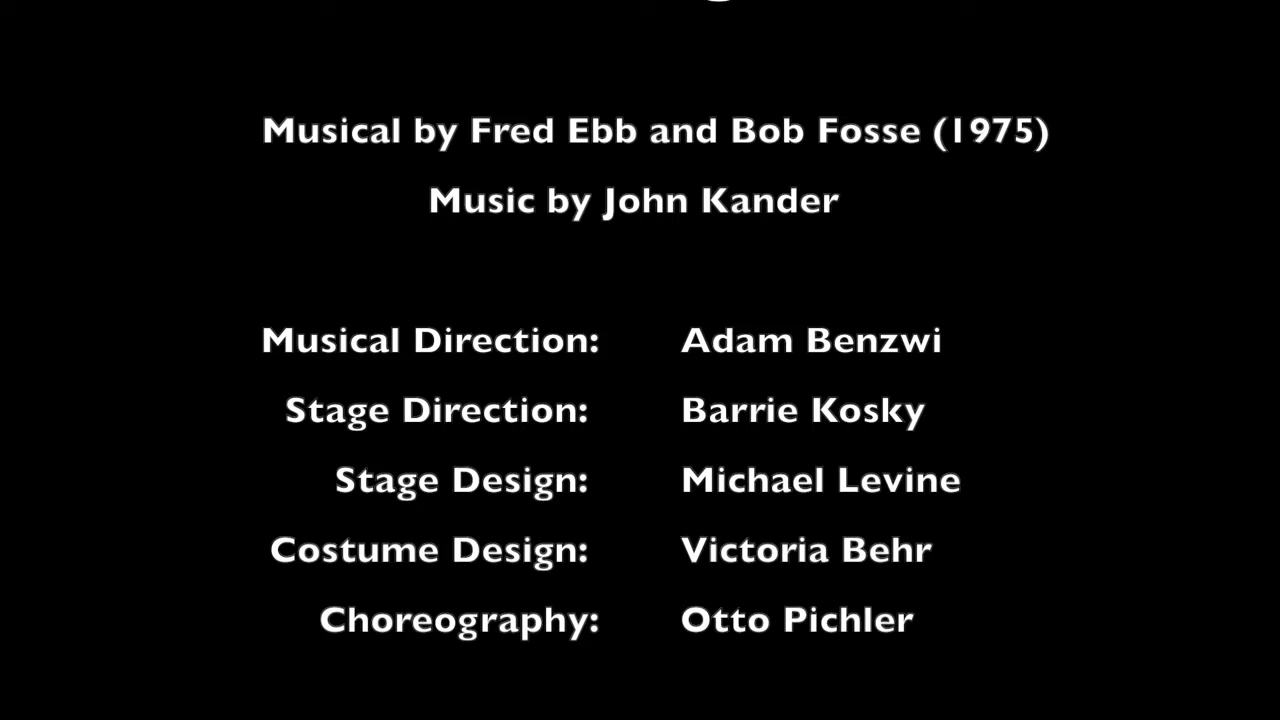 Musical by Fred Ebb and Bob Fosse (1975)
Music by John Kander
Musical Direction: Adam Benzwi
Stage Direction: Barrie Kosky
Stage Design: Michael Levine
Costume Design: Victoria Behr
Choreography: Otto Pichler